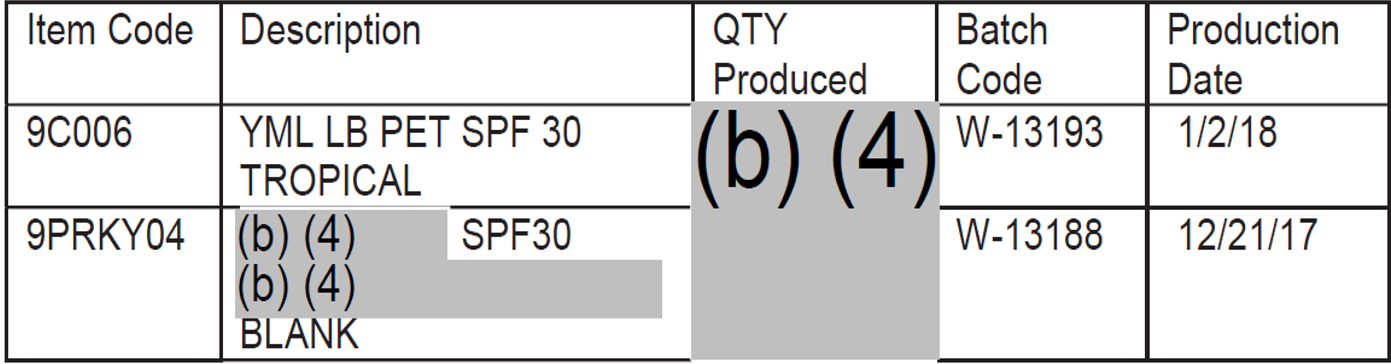 Item Code Description QTY Produced Batch Code Production Date
9C006 YML LB PET SPF 30 TROPICAL (b) (4) W-13193 1/2/18
9PRKY04 (b) (4) SPF30 (b) (4) BLANK W-13188 12/21/17